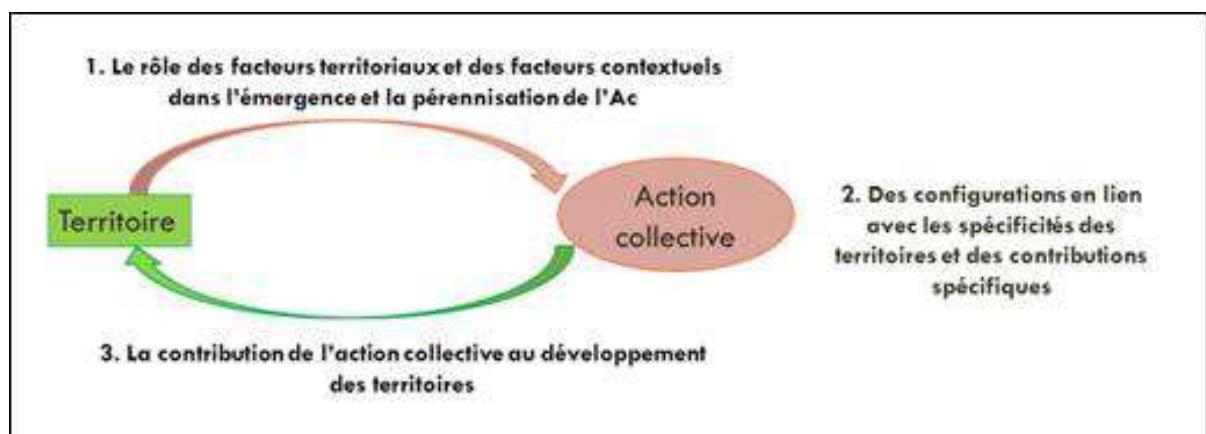 1. Le rôle des facteurs territoriaux et des facteurs contextuels
dans l'émergence et la pérennisation de l'Ac
Territoire
Action
collective
2. Des configurations en lien
avec les spécificités des
territoires et des contributions
spécifiques
3. La contribution de l'action collective au développement
des territoires